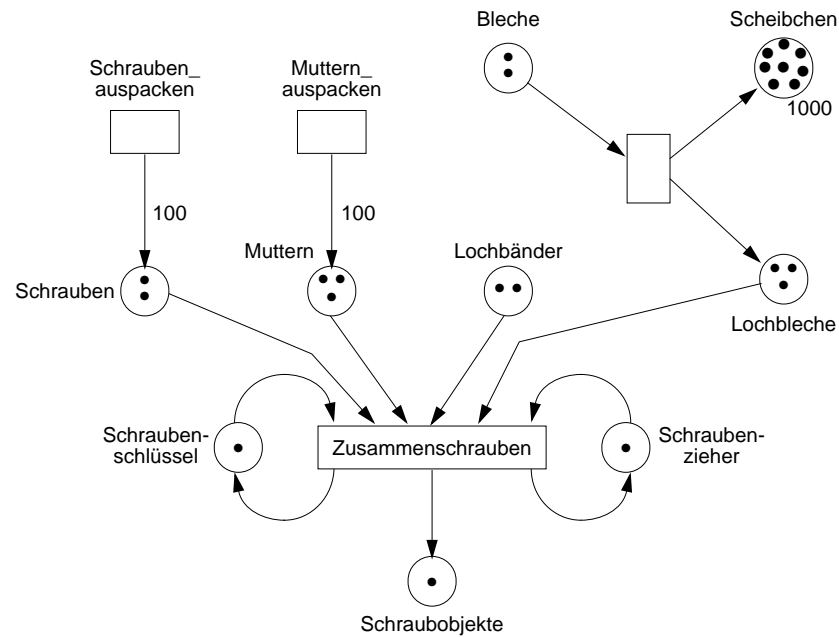 Bleche
Scheibchen
Schrauben_
auspacken
Muttern_
auspacken
1000
100
100
Muttern
Lochbänder
Schrauben
Lochbleche
Schrauben-
schlüssel
Zusammenschrauben
Schrauben-
zieher
Schraubobjekte